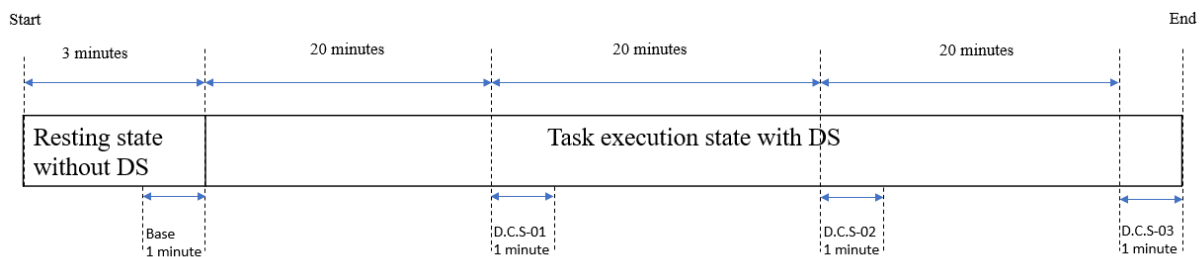 Start
End
3 minutes
20 minutes
20 minutes
20 minutes
Resting state
without DS
Task execution state with DS
Base
1 minute
D.C.S-01
1 minute
D.C.S-02
1 minute
D.C.S-03
1 minute